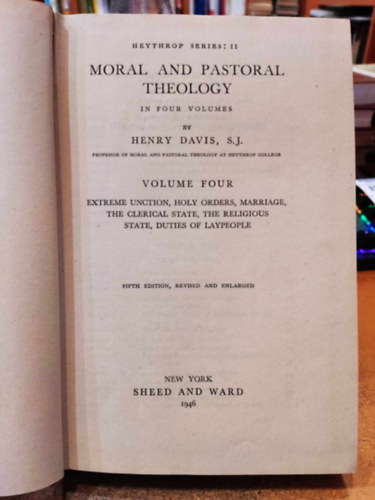 HEYTHROP SERIES: II
MORAL AND PASTORAL
THEOLOGY
IN FOUR VOLUMES
BY
HENRY DAVIS, S.J.
PROFESSOR OF MORAL AND PASTORAL THEOLOGY AT HEYTHROP COLLEGE
VOLUME FOUR
EXTREME UNCTION, HOLY ORDERS, MARRIAGE,
THE CLERICAL STATE, THE RELIGIOUS
STATE, DUTIES OF LAYPEOPLE
FIFTH EDITION, REVISED AND ENLARGED
NEW YORK
SHEED AND WARD
1946